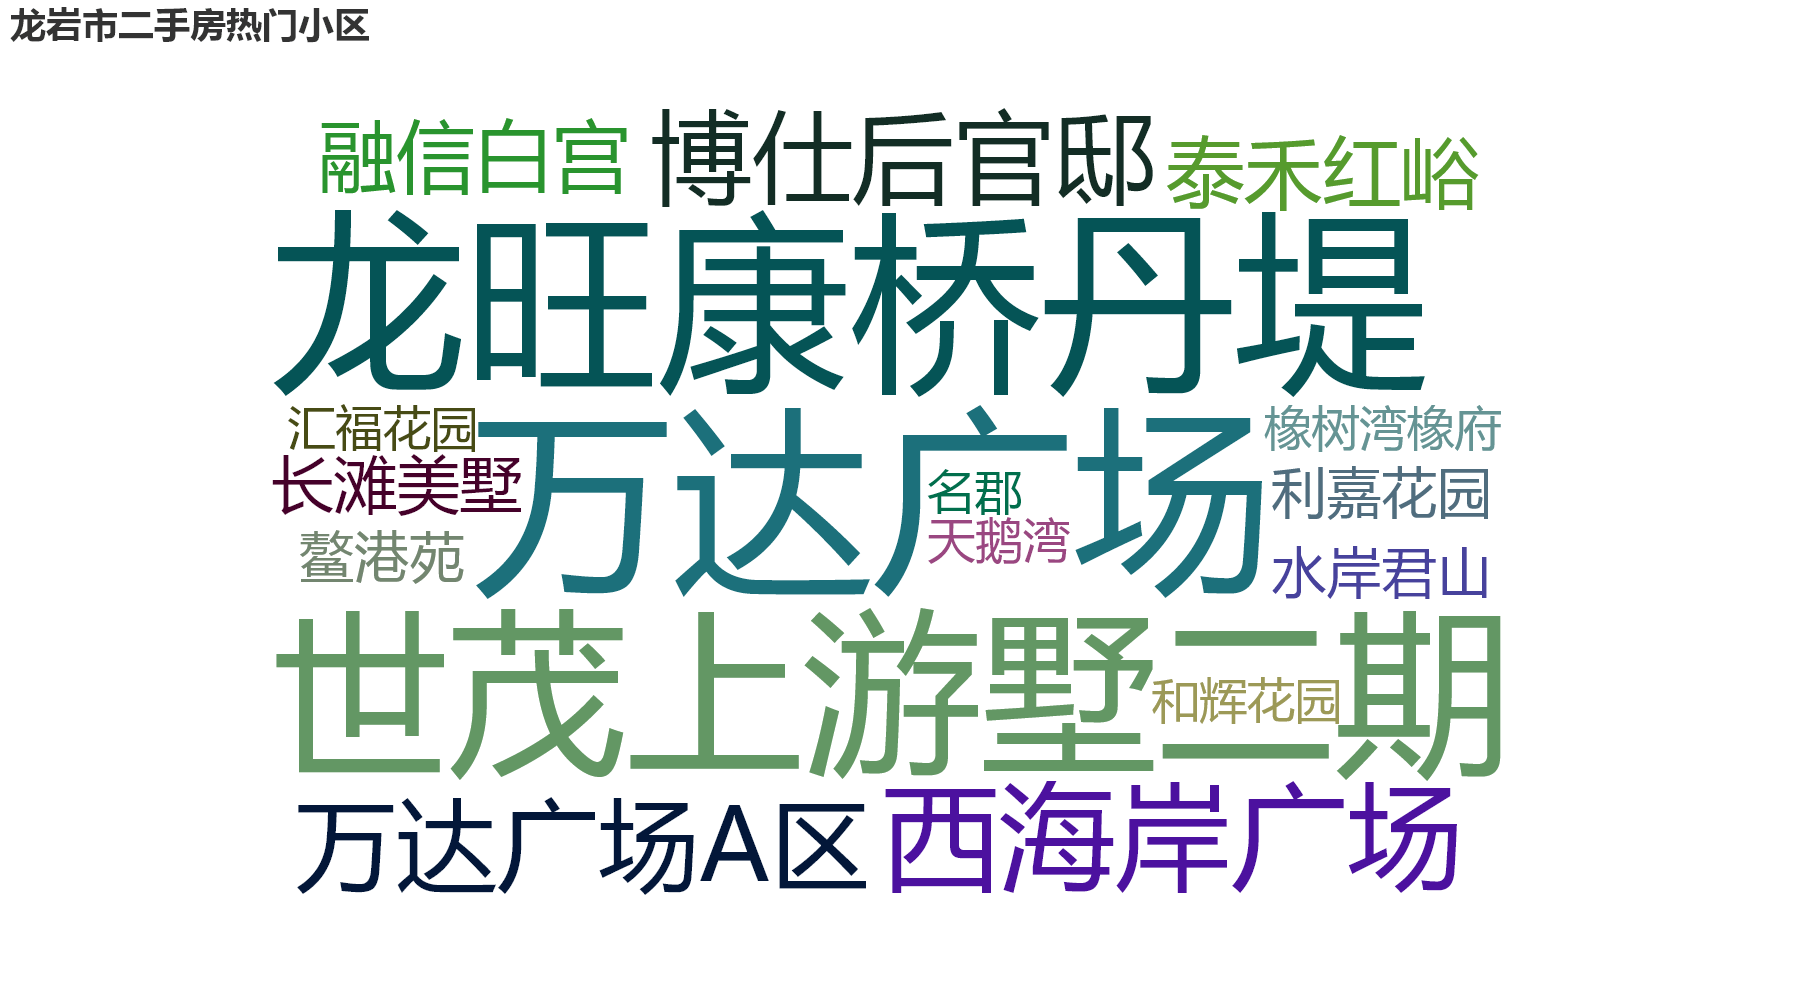 龙岩市二手房热门小区
融信白宫
博仕后官邸
泰禾红峪
龙旺康桥丹堤
汇福花园
万达广场
橡树湾橡府
长滩美墅
名郡
利嘉花园
天鹅湾
鳌港苑
水岸君山
世茂上游墅二期
和辉花园
万达广场A区
西海岸广场